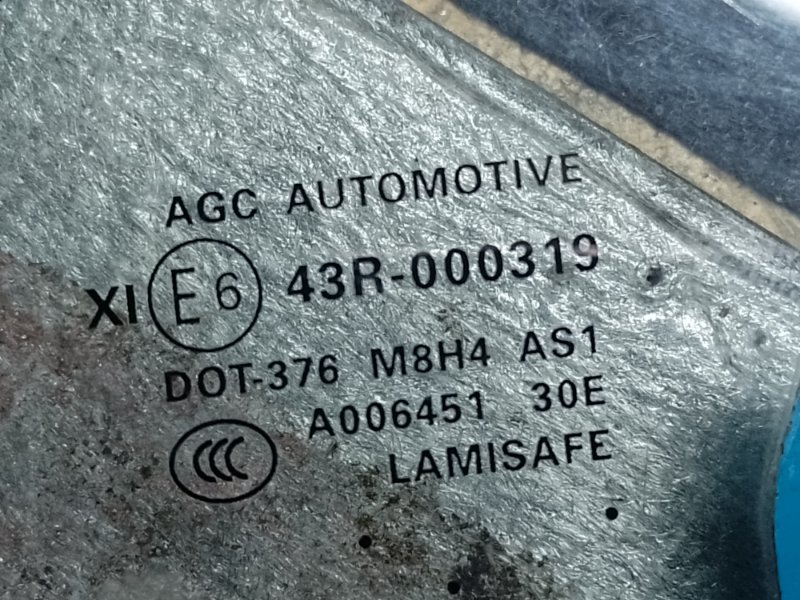 AGC AUTOMOTIVE
XI E6 43R-000319
DOT-376 M8H4 AS1
A006451 30E
CCC LAMISAFE